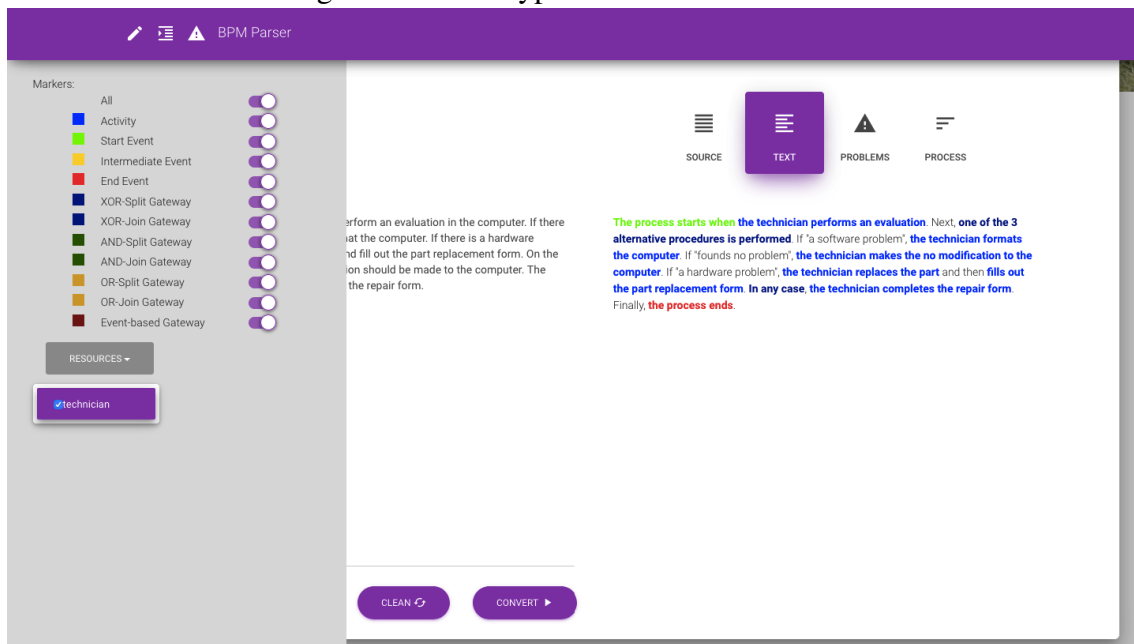 BPM Parser
Markers:
All
Activity
Start Event
Intermediate Event
End Event
XOR-Split Gateway
XOR-Join Gateway
AND-Split Gateway
AND-Join Gateway
OR-Split Gateway
OR-Join Gateway
Event-based Gateway
RESOURCES
technician
erform an evaluation in the computer. If there
at the computer. If there is a hardware
nd fill out the part replacement form. On the
ion should be made to the computer. The
the repair form.
CLEAN
CONVERT
SOURCE
TEXT
PROBLEMS
PROCESS
The process starts when the technician performs an evaluation. Next, one of the 3
alternative procedures is performed. If "a software problem", the technician formats
the computer. If "founds no problem", the technician makes the no modification to the
computer. If "a hardware problem", the technician replaces the part and then fills out
the part replacement form. In any case, the technician completes the repair form.
Finally, the process ends.